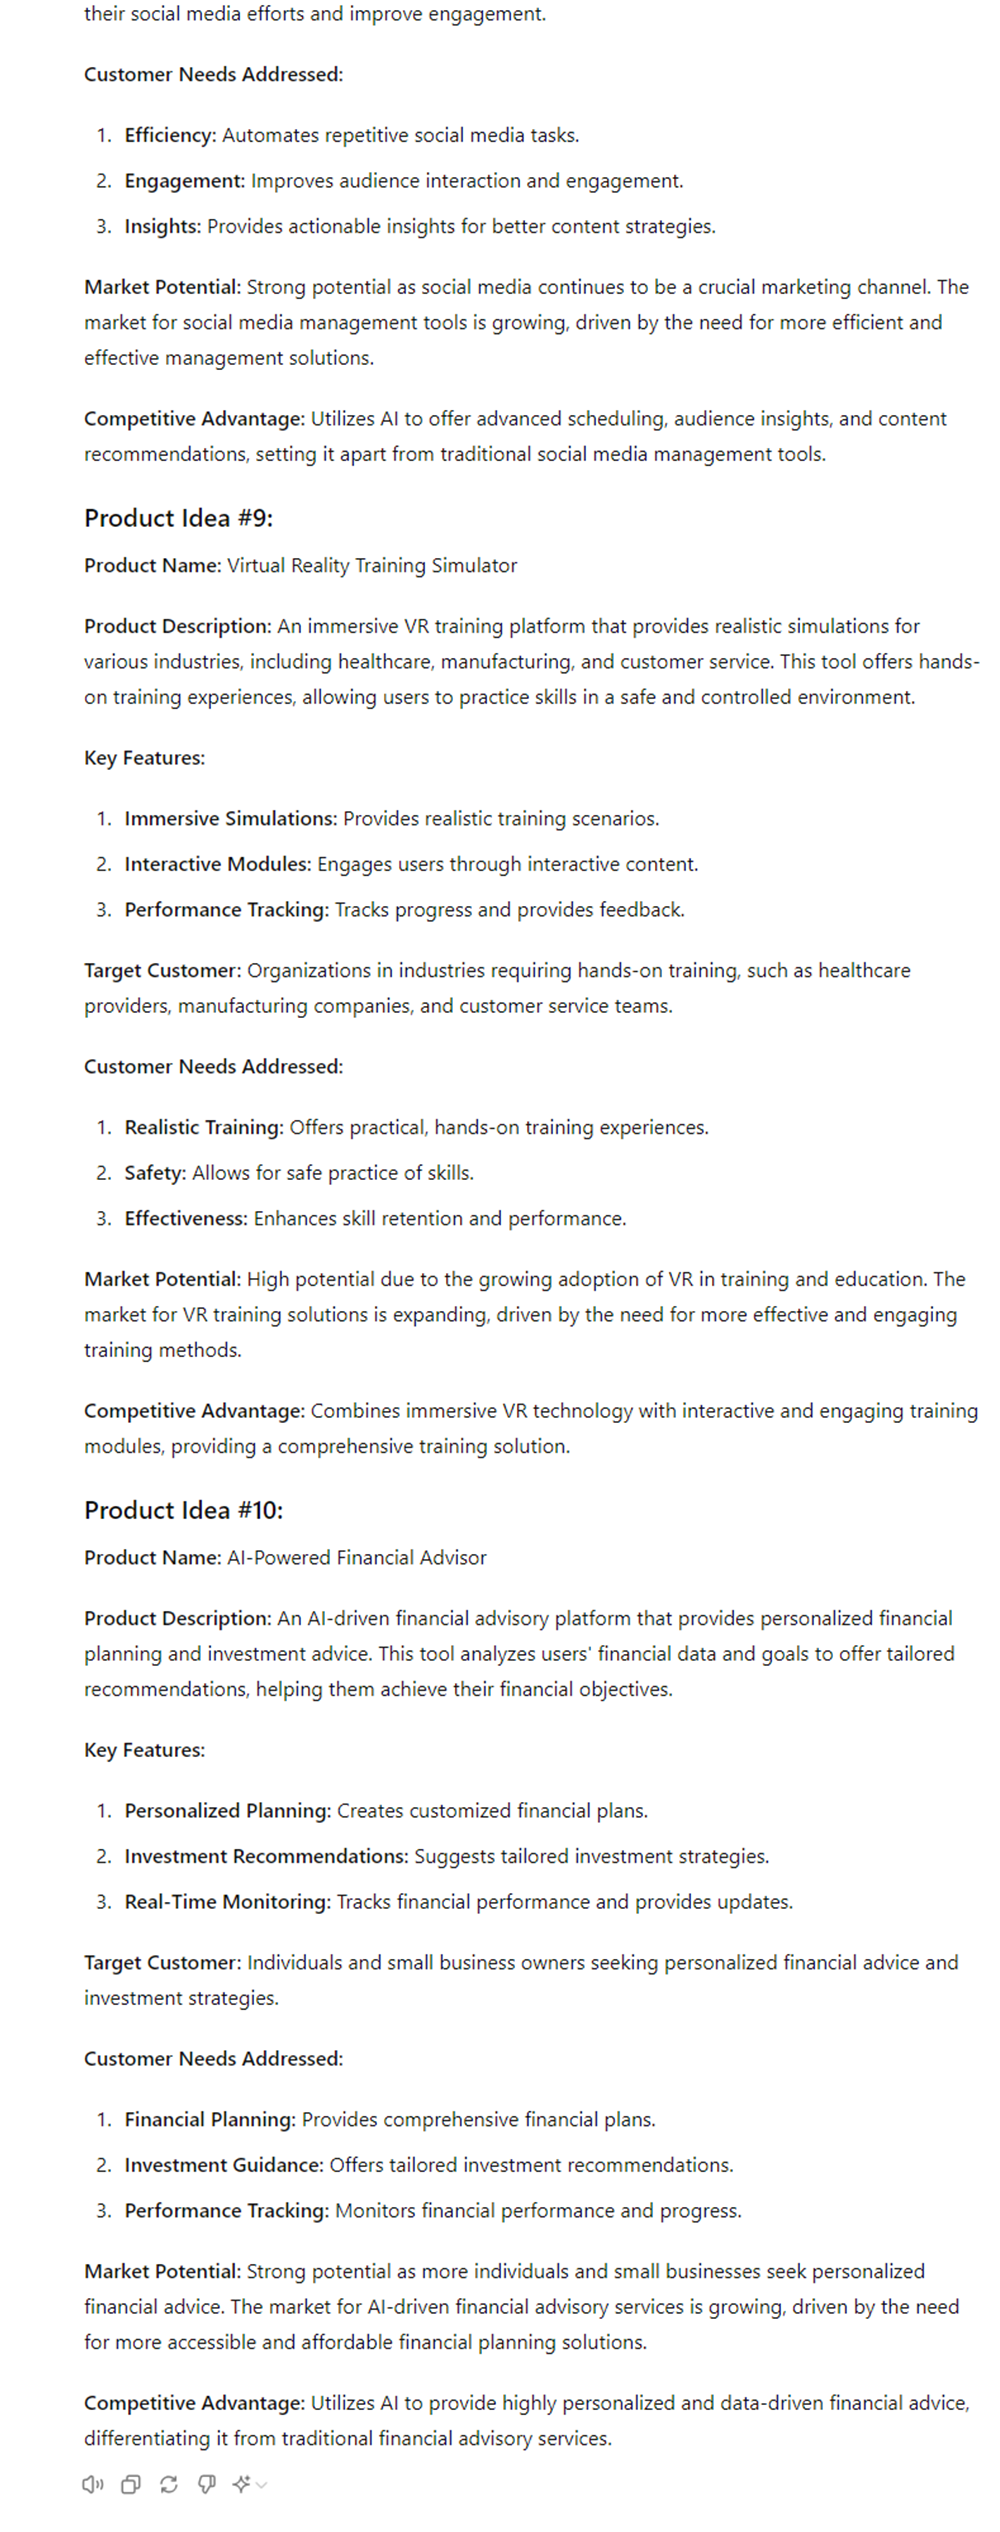 their social media efforts and improve engagement.
Customer Needs Addressed:
1. Efficiency: Automates repetitive social media tasks.
2. Engagement: Improves audience interaction and engagement.
3. Insights: Provides actionable insights for better content strategies.
Market Potential: Strong potential as social media continues to be a crucial marketing channel. The
market for social media management tools is growing, driven by the need for more efficient and
effective management solutions.
Competitive Advantage: Utilizes AI to offer advanced scheduling, audience insights, and content
recommendations, setting it apart from traditional social media management tools.
Product Idea #9:
Product Name: Virtual Reality Training Simulator
Product Description: An immersive VR training platform that provides realistic simulations for
various industries, including healthcare, manufacturing, and customer service. This tool offers hands-
on training experiences, allowing users to practice skills in a safe and controlled environment.
Key Features:
1. Immersive Simulations: Provides realistic training scenarios.
2. Interactive Modules: Engages users through interactive content.
3. Performance Tracking: Tracks progress and provides feedback.
Target Customer: Organizations in industries requiring hands-on training, such as healthcare
providers, manufacturing companies, and customer service teams.
Customer Needs Addressed:
1. Realistic Training: Offers practical, hands-on training experiences.
2. Safety: Allows for safe practice of skills.
3. Effectiveness: Enhances skill retention and performance.
Market Potential: High potential due to the growing adoption of VR in training and education. The
market for VR training solutions is expanding, driven by the need for more effective and engaging
training methods.
Competitive Advantage: Combines immersive VR technology with interactive and engaging training
modules, providing a comprehensive training solution.
Product Idea #10:
Product Name: AI-Powered Financial Advisor
Product Description: An AI-driven financial advisory platform that provides personalized financial
planning and investment advice. This tool analyzes users' financial data and goals to offer tailored
recommendations, helping them achieve their financial objectives.
Key Features:
1. Personalized Planning: Creates customized financial plans.
2. Investment Recommendations: Suggests tailored investment strategies.
3. Real-Time Monitoring: Tracks financial performance and provides updates.
Target Customer: Individuals and small business owners seeking personalized financial advice and
investment strategies.
Customer Needs Addressed:
1. Financial Planning: Provides comprehensive financial plans.
2. Investment Guidance: Offers tailored investment recommendations.
3. Performance Tracking: Monitors financial performance and progress.
Market Potential: Strong potential as more individuals and small businesses seek personalized
financial advice. The market for AI-driven financial advisory services is growing, driven by the need
for more accessible and affordable financial planning solutions.
Competitive Advantage: Utilizes AI to provide highly personalized and data-driven financial advice,
differentiating it from traditional financial advisory services.